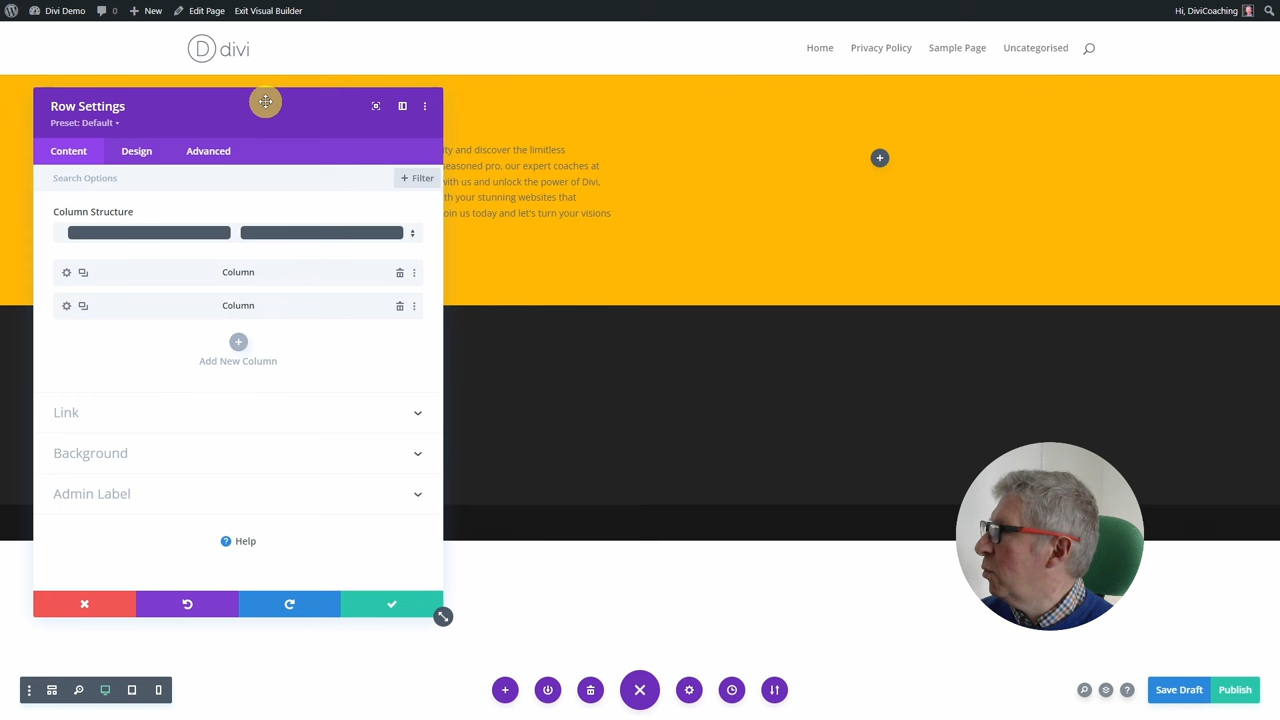 Divi Demo
0
New
Edit Page
Exit Visual Builder
Hi, DiviCoaching
D divi
Home
Privacy Policy
Sample Page
Uncategorised
Row Settings
Preset: Default
Content
Design
Advanced
Search Options
+ Filter
Column Structure
Column
Column
Add New Column
Link
Background
Admin Label
? Help
ity and discover the limitless
seasoned pro, our expert coaches at
with us and unlock the power of Divi,
th your stunning websites that
oin us today and let's turn your visions
?
Save Draft
Publish